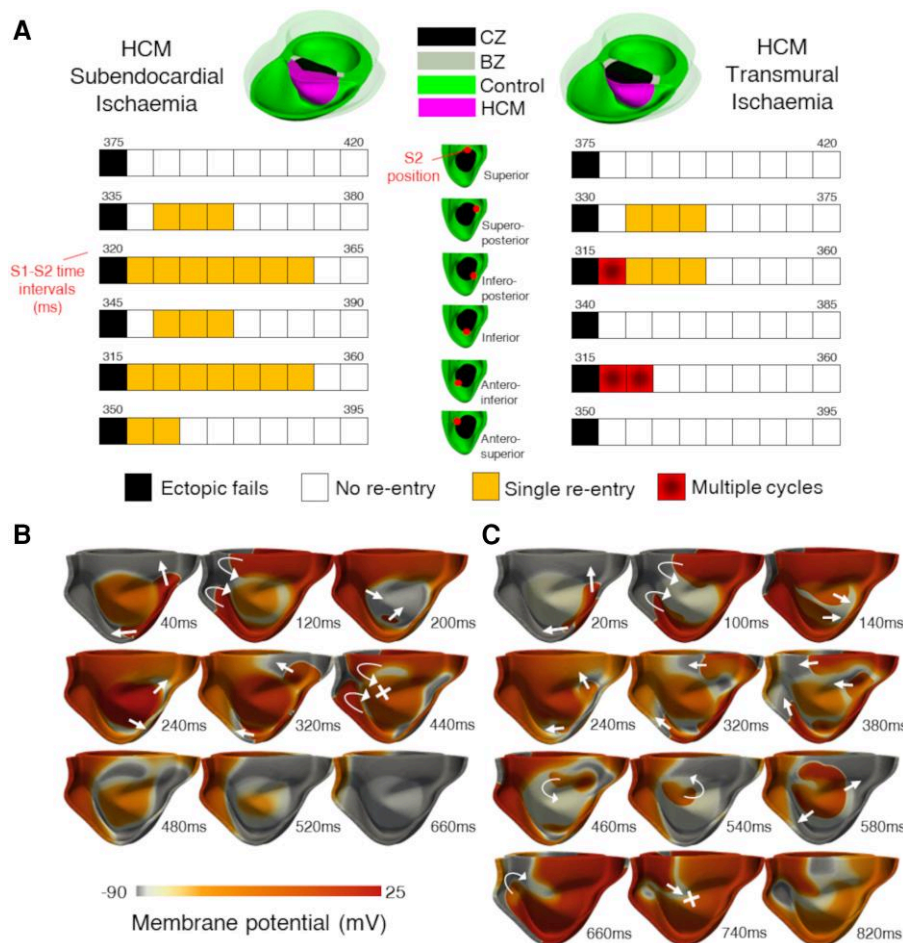 A
HCM
Subendocardial
Ischaemia
CZ
BZ
Control
HCM
HCM
Transmural
Ischaemia
375 420
S2
position
Superior
375 420
335 380
Supero-
posterior
330 375
S1-S2 time
intervals
(ms)
320 365
Infero-
posterior
315 360
345 390
Inferior
340 385
315 360
Antero-
inferior
315 360
350 395
Antero-
superior
350 395
Ectopic fails No re-entry Single re-entry Multiple cycles
B
40ms 120ms 200ms
240ms 320ms 440ms
480ms 520ms 660ms
-90 25
Membrane potential (mV)
C
20ms 100ms 140ms
240ms 320ms 380ms
460ms 540ms 580ms
660ms 740ms 820ms